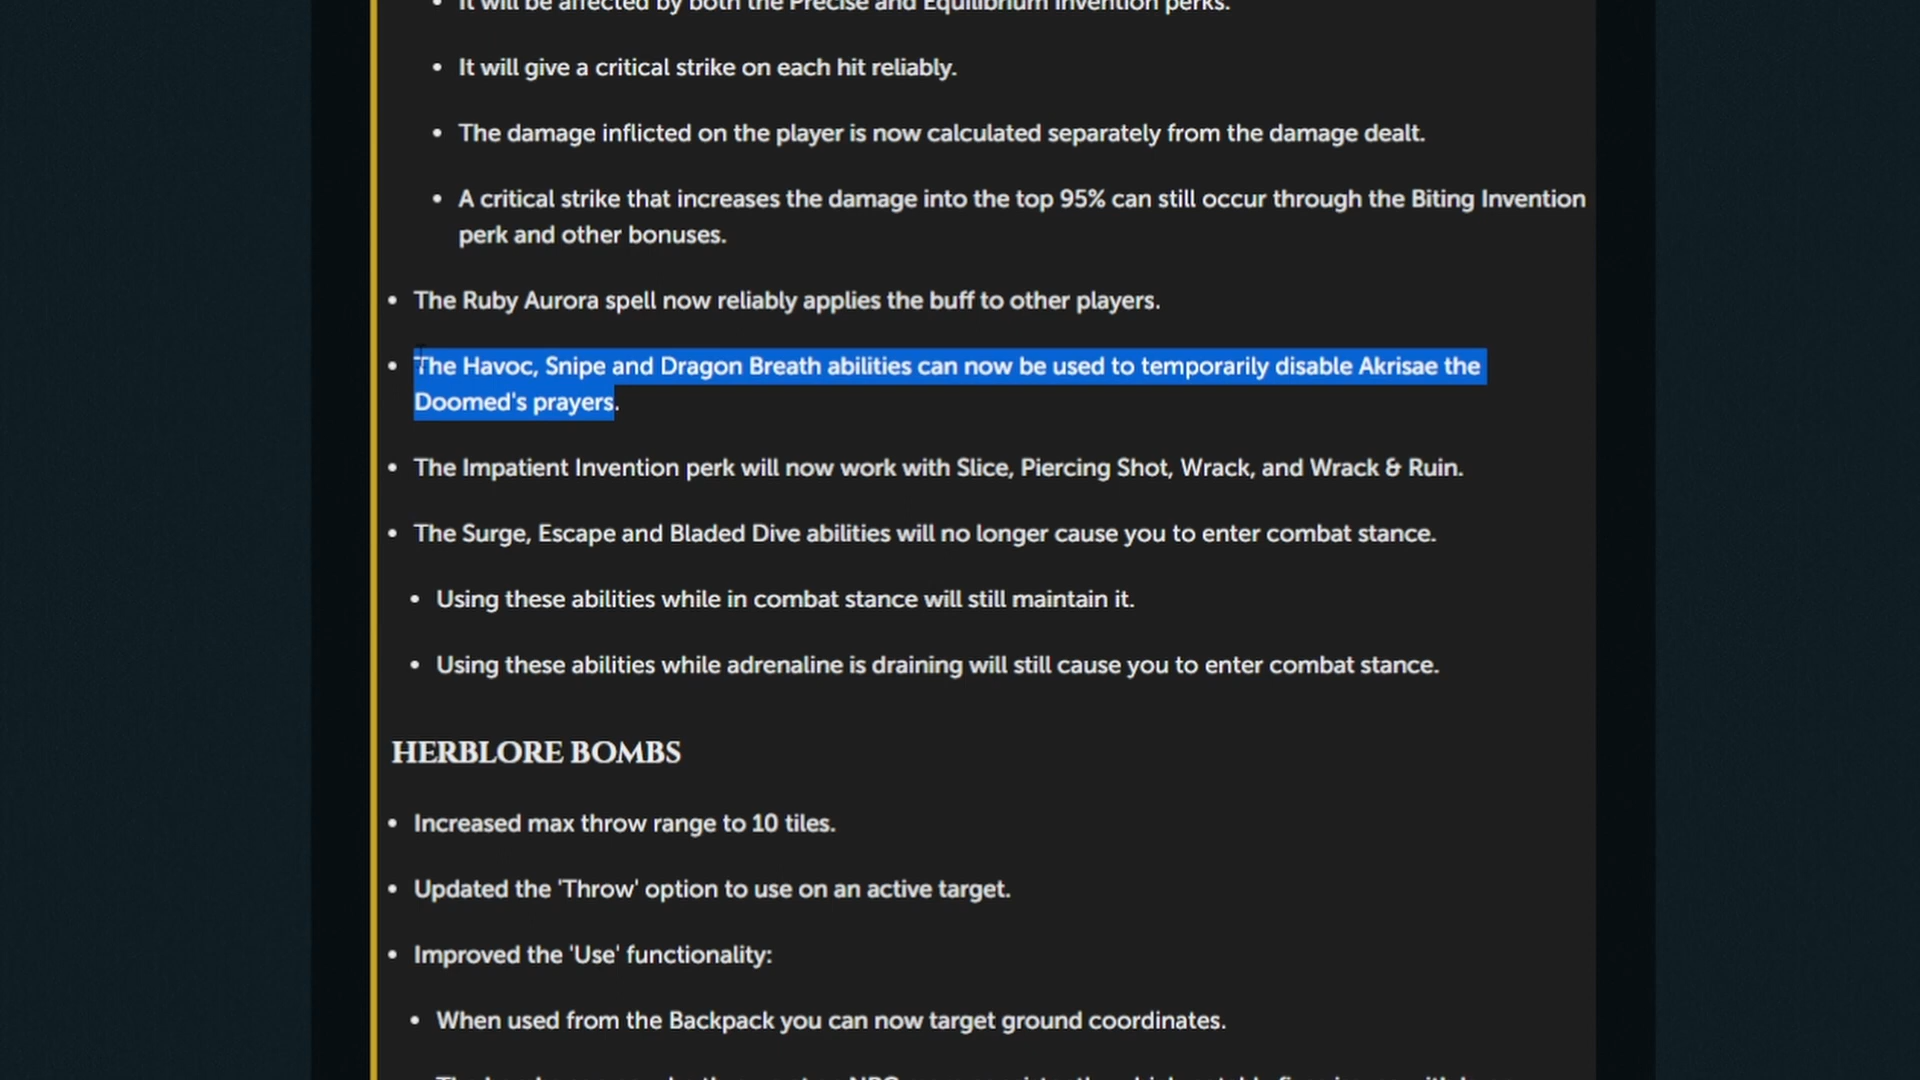 • It will be affected by both the Precise and Equilibrium Invention perks.
• It will give a critical strike on each hit reliably.
• The damage inflicted on the player is now calculated separately from the damage dealt.
• A critical strike that increases the damage into the top 95% can still occur through the Biting Invention
perk and other bonuses.
• The Ruby Aurora spell now reliably applies the buff to other players.
• The Havoc, Snipe and Dragon Breath abilities can now be used to temporarily disable Akrisae the
Doomed's prayers.
• The Impatient Invention perk will now work with Slice, Piercing Shot, Wrack, and Wrack & Ruin.
• The Surge, Escape and Bladed Dive abilities will no longer cause you to enter combat stance.
• Using these abilities while in combat stance will still maintain it.
• Using these abilities while adrenaline is draining will still cause you to enter combat stance.
HERBLORE BOMBS
• Increased max throw range to 10 tiles.
• Updated the 'Throw' option to use on an active target.
• Improved the 'Use' functionality:
• When used from the Backpack you can now target ground coordinates.